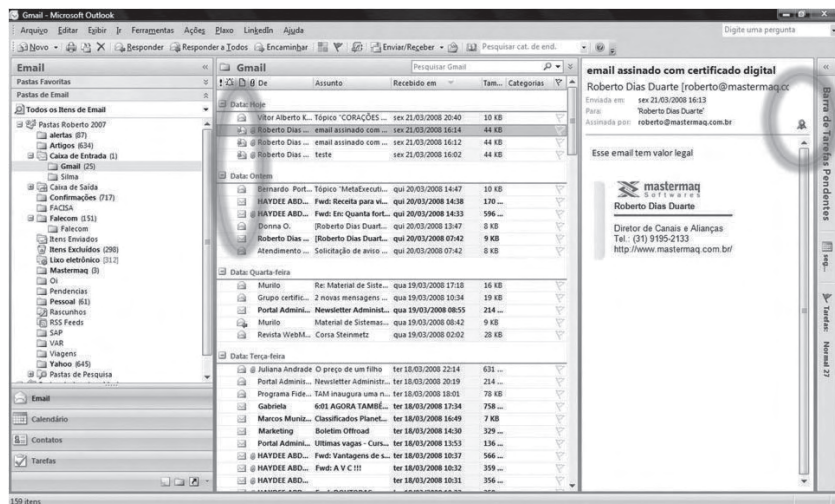 Gmail - Microsoft Outlook
Arquivo Editar Exibir Ir Ferramentas Ações Plaxo LinkedIn Ajuda
Digite uma pergunta
Novo Responder Responder a Todos Encaminhar Enviar/Receber Pesquisar cat. de end.
Email
Pastas Favoritas
Pastas de Email
Todos os Itens de Email
Pastas Roberto 2007
alertas (87)
Artigos (634)
Caixa de Entrada (1)
Gmail (25)
Silma
Caixa de Saída
Confirmações (717)
FACISA
Falecom (151)
Falecom
Itens Enviados
Itens Excluídos (298)
Lixo eletrônico [312]
Mastermaq (3)
Oi
Pendencias
Pessoal (61)
Rascunhos
RSS Feeds
SAP
VAR
Viagens
Yahoo (645)
Pastas de Pesquisa
Email
Calendário
Contatos
Tarefas
159 itens
Gmail
Pesquisar Gmail
De Assunto Recebido em Tam... Categorias
Data: Hoje
Vitor Alberto K... Tópico "CORAÇÕES ... sex 21/03/2008 20:40 10 KB
Roberto Dias ... email assinado com ... sex 21/03/2008 16:14 44 KB
Roberto Dias ... email assinado com ... sex 21/03/2008 16:12 44 KB
Roberto Dias ... teste sex 21/03/2008 16:02 44 KB
Data: Ontem
Bernardo Port... Tópico "MetaExecuti... qui 20/03/2008 14:47 10 KB
HAYDEE ABD... Fwd: Receita para vi... qui 20/03/2008 14:38 170 ...
HAYDEE ABD... Fwd: En: Quanta fort... qui 20/03/2008 14:33 596 ...
Donna O. [Roberto Dias Duart... qui 20/03/2008 13:47 8 KB
Roberto Dias ... [Roberto Dias Duart... qui 20/03/2008 07:42 9 KB
Atendimento ... Solicitação de aviso ... qui 20/03/2008 07:42 8 KB
Data: Quarta-feira
Murilo Re: Material de Siste... qua 19/03/2008 17:18 16 KB
Grupo certific... 2 novas mensagens ... qua 19/03/2008 10:34 19 KB
Portal Admini... Newsletter Administ... qua 19/03/2008 08:55 214 ...
Murilo Material de Sistemas... qua 19/03/2008 08:42 9 KB
Revista WebM... Corsa Steinmetz qua 19/03/2008 02:02 28 KB
Data: Terça-feira
Juliana Andrade O preço de um filho ter 18/03/2008 22:14 631 ...
Portal Adminis... Newsletter Administr... ter 18/03/2008 20:19 214 ...
Programa Fide... TAM inaugura uma n... ter 18/03/2008 18:01 78 KB
Gabriela 6:01 AGORA TAMBÉ... ter 18/03/2008 17:34 758 ...
Marcos Muniz... Classificados Planet... ter 18/03/2008 16:49 7 KB
Marketing Boletim Offroad ter 18/03/2008 14:30 329 ...
Portal Admini... Ultimas vagas - Curs... ter 18/03/2008 13:53 136 ...
HAYDEE ABD... Fwd: Vantagens de s... ter 18/03/2008 10:37 566 ...
HAYDEE ABD... Fwd: A V C !!! ter 18/03/2008 10:32 359 ...
HAYDEE ABD... ter 18/03/2008 10:31 356 ...
email assinado com certificado digital
Roberto Dias Duarte [roberto@mastermaq.cc
Enviada em: sex 21/03/2008 16:13
Para: 'Roberto Dias Duarte'
Assinada por: roberto@mastermaq.com.br
Esse email tem valor legal
mastermaq
Softwares
Roberto Dias Duarte
Diretor de Canais e Alianças
Tel.: (31) 9195-2133
http://www.mastermaq.com.br/
Barra de Tarefas Pendentes
seg...
Tarefas: Normal 27